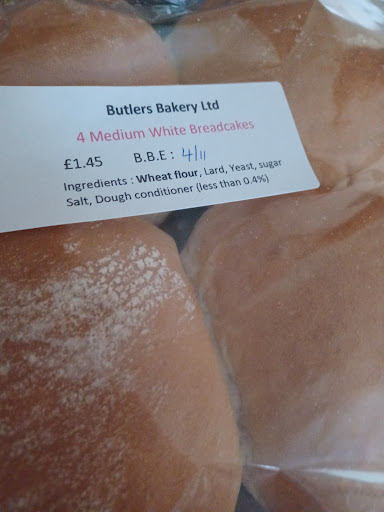 Butlers Bakery Ltd
4 Medium White Breadcakes
£1.45 B.B.E : 4/11
Ingredients : Wheat flour, Lard, Yeast, sugar
Salt, Dough conditioner (less than 0.4%)